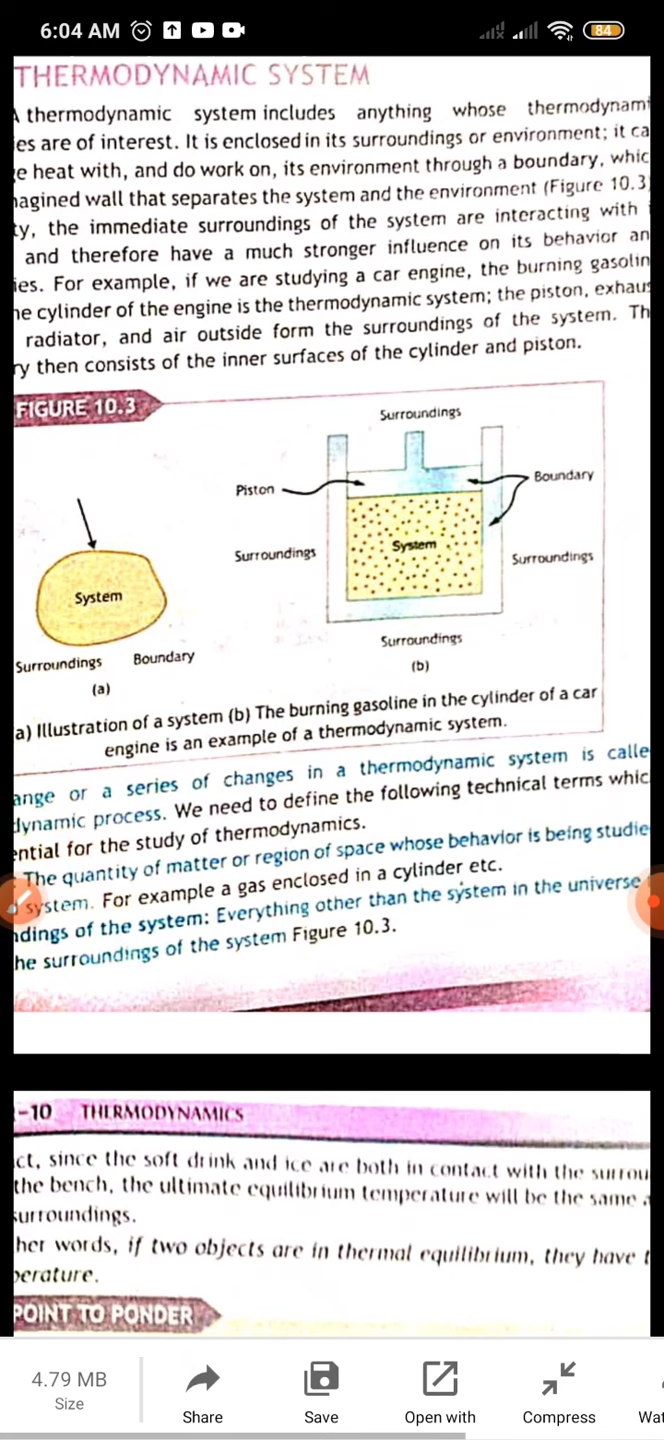 6:04 AM
84
THERMODYNAMIC SYSTEM
A thermodynamic system includes anything whose thermodynami
es are of interest. It is enclosed in its surroundings or environment; it ca
e heat with, and do work on, its environment through a boundary, whic
nagined wall that separates the system and the environment (Figure 10.3
ty, the immediate surroundings of the system are interacting with i
and therefore have a much stronger influence on its behavior an
ies. For example, if we are studying a car engine, the burning gasolin
ne cylinder of the engine is the thermodynamic system; the piston, exhaus
radiator, and air outside form the surroundings of the system. Th
ry then consists of the inner surfaces of the cylinder and piston.
FIGURE 10.3
Surroundings
Piston
Boundary
Surroundings
System
Surroundings
System
Surroundings
Boundary
Surroundings
(a)
(b)
a) Illustration of a system (b) The burning gasoline in the cylinder of a car
engine is an example of a thermodynamic system.
ange or a series of changes in a thermodynamic system is calle
dynamic process. We need to define the following technical terms whic
ential for the study of thermodynamics.
The quantity of matter or region of space whose behavior is being studie
system. For example a gas enclosed in a cylinder etc.
ndings of the system: Everything other than the system in the universe
he surroundings of the system Figure 10.3.
-10 THERMODYNAMICS
ct, since the soft drink and ice are both in contact with the surrou
the bench, the ultimate equilibrium temperature will be the same a
surroundings.
her words, if two objects are in thermal equilibrium, they have t
perature.
POINT TO PONDER
4.79 MB
Size
Share
Save
Open with
Compress
Wat